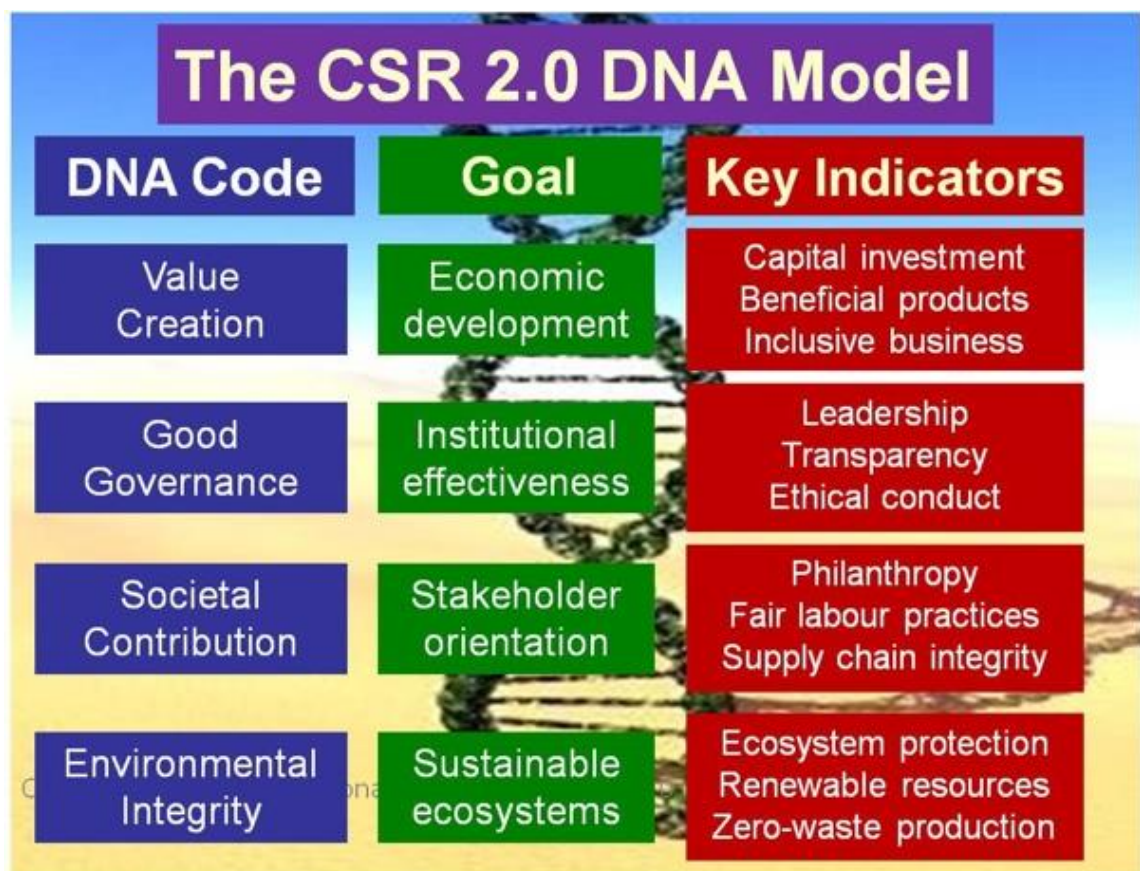 The CSR 2.0 DNA Model
DNA Code
Goal
Key Indicators
Value
Creation
Economic
development
Capital investment
Beneficial products
Inclusive business
Good
Governance
Institutional
effectiveness
Leadership
Transparency
Ethical conduct
Societal
Contribution
Stakeholder
orientation
Philanthropy
Fair labour practices
Supply chain integrity
Environmental
Integrity
Sustainable
ecosystems
Ecosystem protection
Renewable resources
Zero-waste production